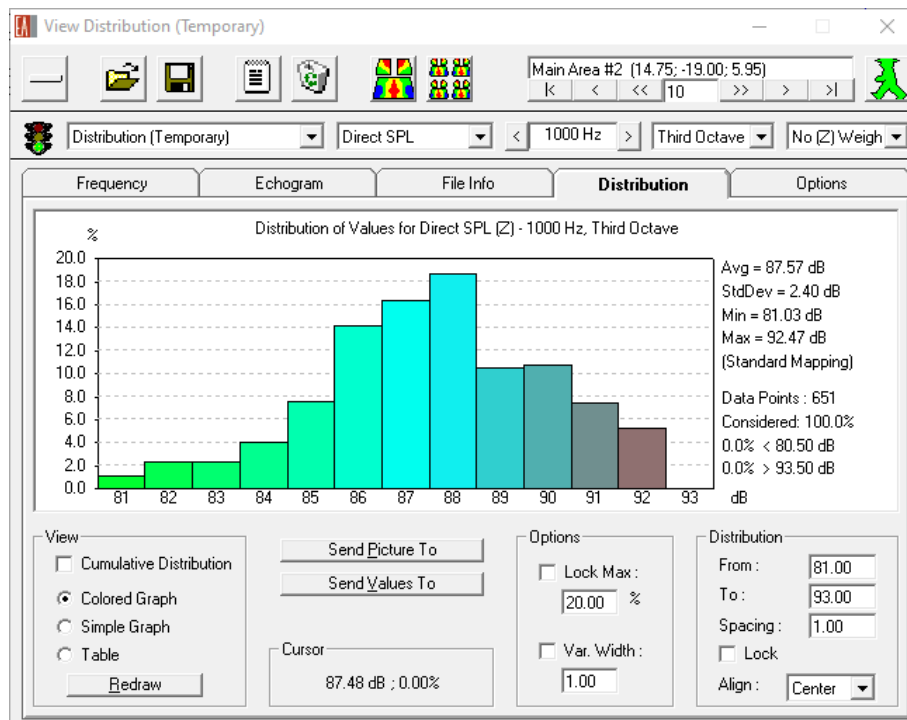 View Distribution (Temporary)
Main Area #2 (14.75; -19.00; 5.95)
K < << 10 >> > >|
Distribution (Temporary) Direct SPL < 1000 Hz > Third Octave No (Z) Weigh
Frequency Echogram File Info Distribution Options
Distribution of Values for Direct SPL (Z) - 1000 Hz, Third Octave
%
20.0
18.0
16.0
14.0
12.0
10.0
8.0
6.0
4.0
2.0
0.0
81 82 83 84 85 86 87 88 89 90 91 92 93 dB
Avg = 87.57 dB
StdDev = 2.40 dB
Min = 81.03 dB
Max = 92.47 dB
(Standard Mapping)
Data Points : 651
Considered: 100.0%
0.0% < 80.50 dB
0.0% > 93.50 dB
View
Cumulative Distribution
Colored Graph
Simple Graph
Table
Redraw
Send Picture To
Send Values To
Cursor
87.48 dB ; 0.00%
Options
Lock Max :
20.00 %
Var. Width :
1.00
Distribution
From : 81.00
To : 93.00
Spacing : 1.00
Lock
Align : Center